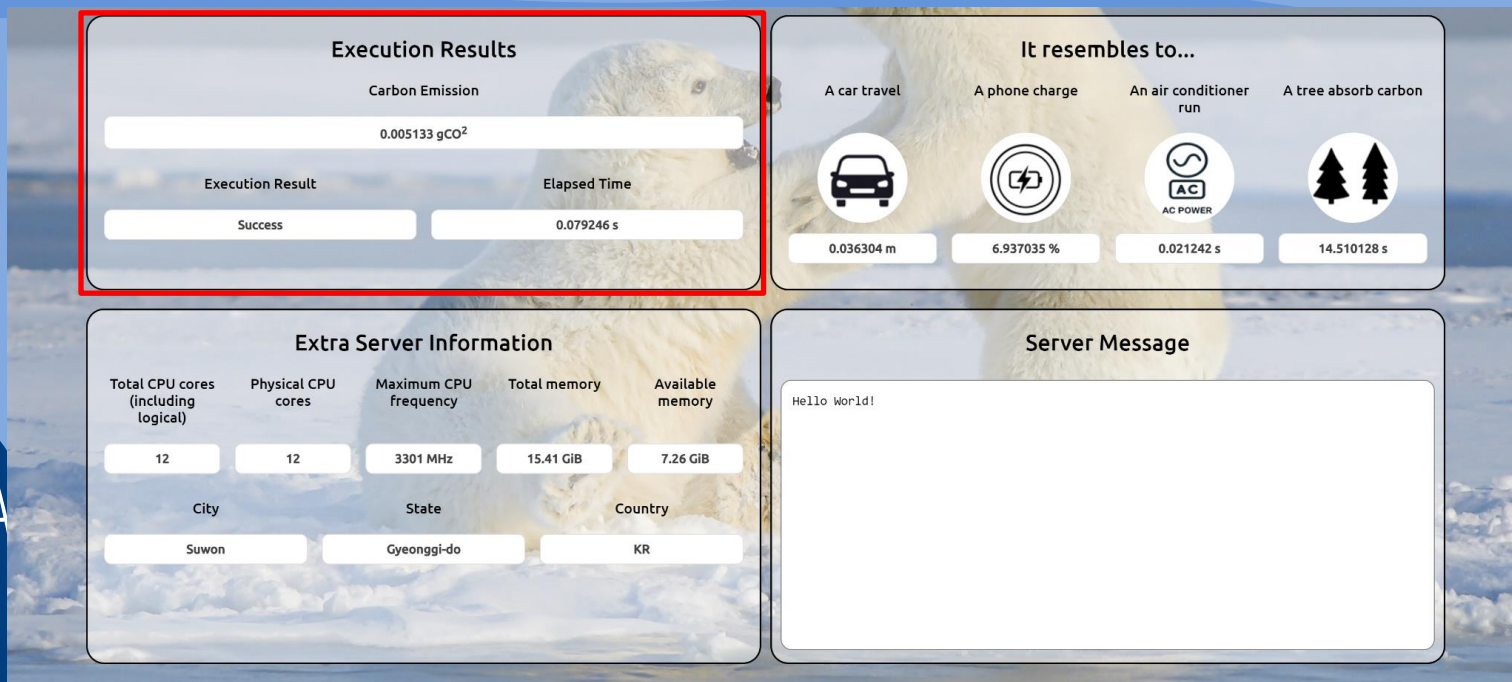 Execution Results
Carbon Emission
0.005133 gCO²
Execution Result
Elapsed Time
Success
0.079246 s
It resembles to...
A car travel
A phone charge
An air conditioner
run
A tree absorb carbon
AC
AC POWER
0.036304 m
6.937035 %
0.021242 s
14.510128 s
Extra Server Information
Total CPU cores
(including
logical)
Physical CPU
cores
Maximum CPU
frequency
Total memory
Available
memory
12
12
3301 MHz
15.41 GiB
7.26 GiB
City
State
Country
Suwon
Gyeonggi-do
KR
Server Message
Hello World!